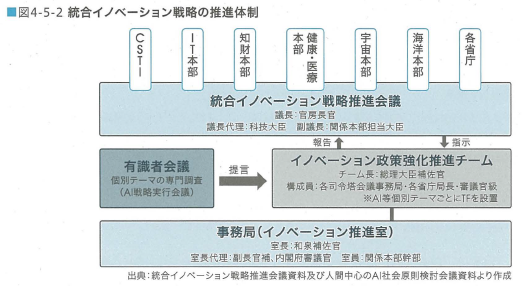 ■図4-5-2 統合イノベーション戦略の推進体制
CSTI
IT本部
知財本部
健康・医療
本部
宇宙本部
海洋本部
各省庁
統合イノベーション戦略推進会議
議長：官房長官
議長代理：科技大臣　副議長：関係本部担当大臣
報告
指示
有識者会議
個別テーマの専門調査
（AI戦略実行会議）
提言
イノベーション政策強化推進チーム
チーム長：総理大臣補佐官
構成員：各司令塔会議事務局・各省庁局長・審議官級
※AI等個別テーマごとにTFを設置
事務局（イノベーション推進室）
室長：和泉補佐官
室長代理：副長官補、内閣府審議官　室員：関係本部幹部
出典：統合イノベーション戦略推進会議資料及び人間中心のAI社会原則検討会議資料より作成